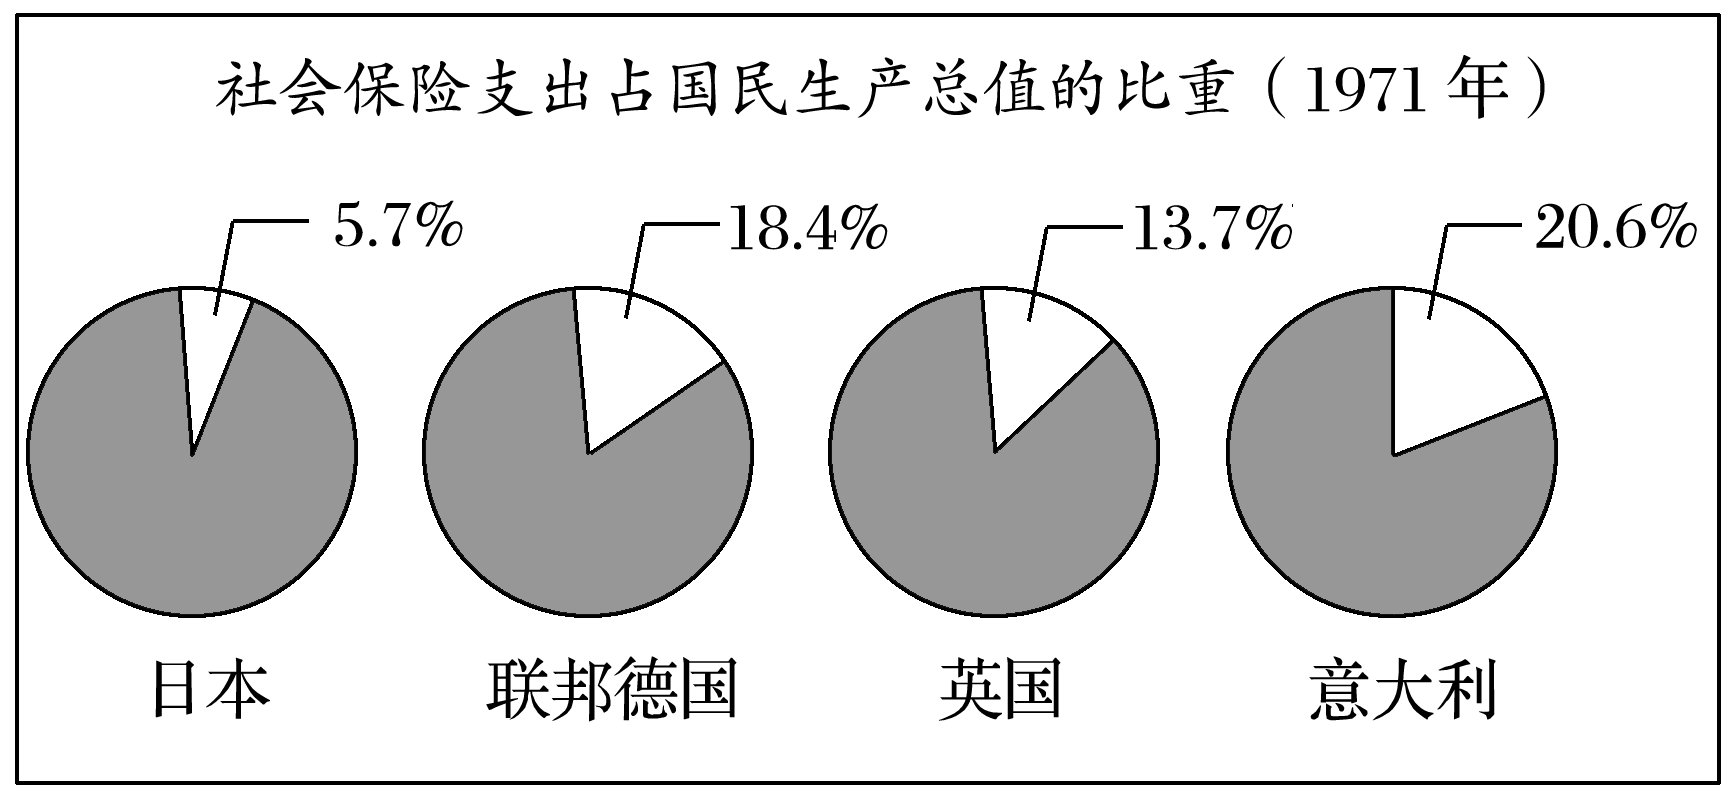 社会保险支出占国民生产总值的比重（1971年）
5.7%
18.4%
13.7%
20.6%
日本
联邦德国
英国
意大利